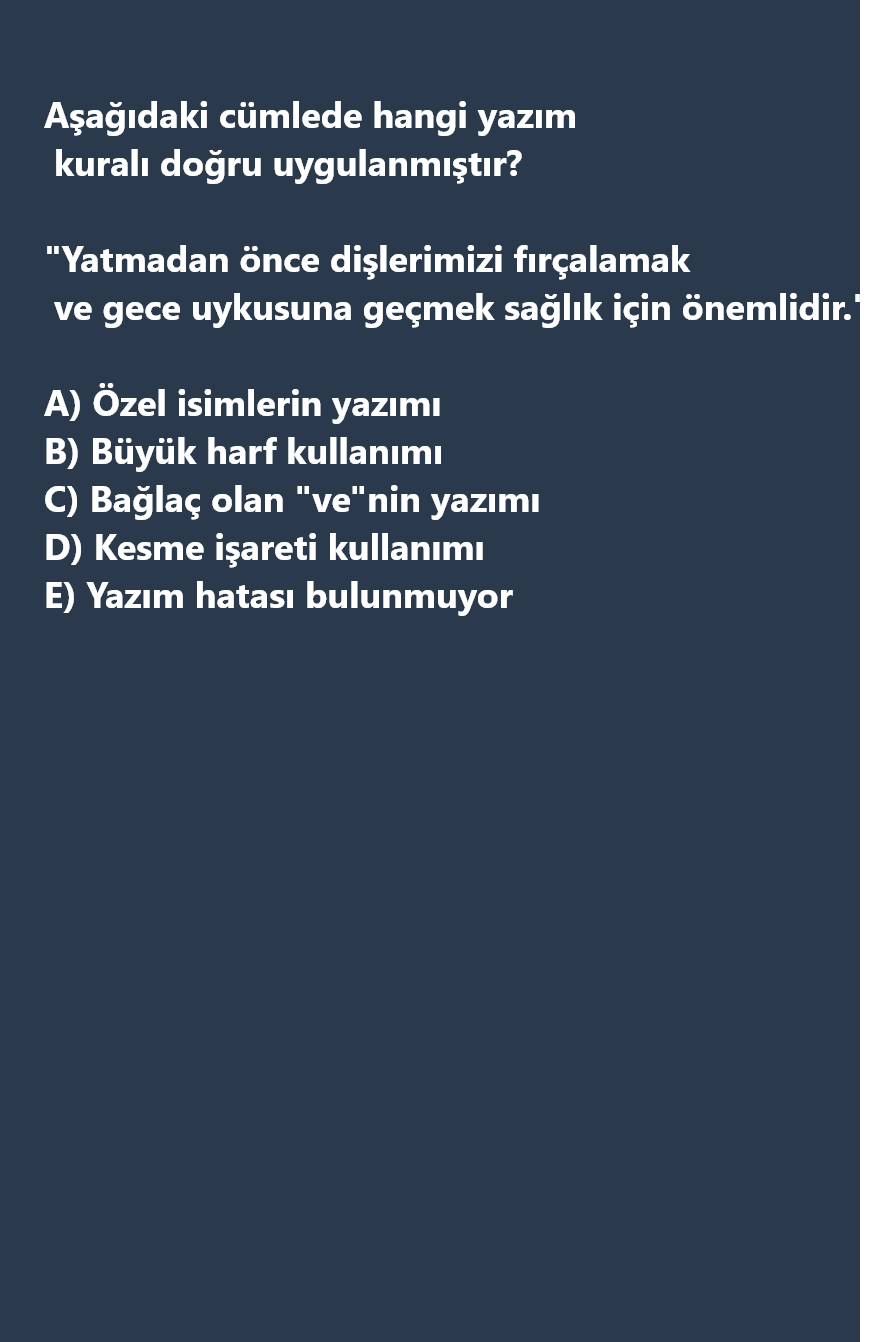 Aşağıdaki cümlede hangi yazım
kuralı doğru uygulanmıştır?
"Yatmadan önce dişlerimizi fırçalamak
ve gece uykusuna geçmek sağlık için önemlidir."
A) Özel isimlerin yazımı
B) Büyük harf kullanımı
C) Bağlaç olan "ve"nin yazımı
D) Kesme işareti kullanımı
E) Yazım hatası bulunmuyor